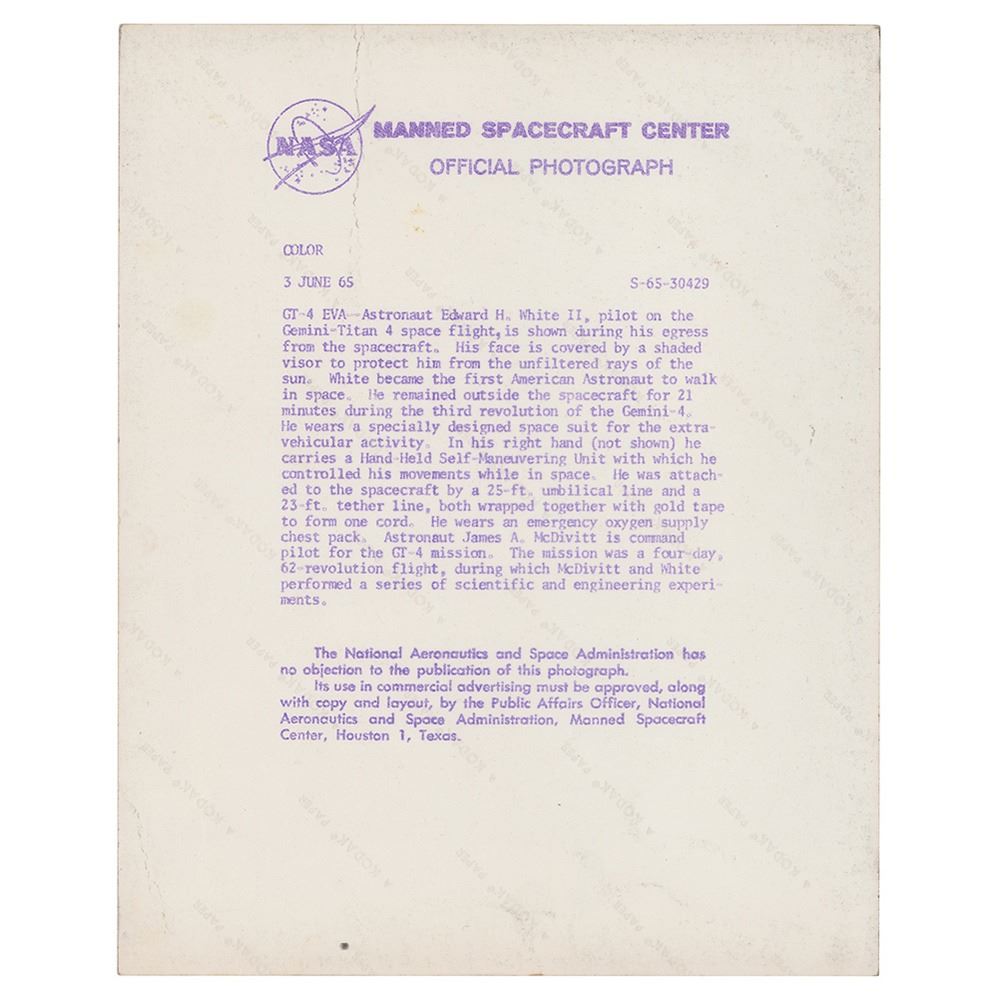 NASA
MANNED SPACECRAFT CENTER
OFFICIAL PHOTOGRAPH
COLOR
3 JUNE 65 S-65-30429
GT-4 EVA--Astronaut Edward H. White II, pilot on the
Gemini-Titan 4 space flight, is shown during his egress
from the spacecraft. His face is covered by a shaded
visor to protect him from the unfiltered rays of the
sun. White became the first American Astronaut to walk
in space. He remained outside the spacecraft for 21
minutes during the third revolution of the Gemini-4.
He wears a specially designed space suit for the extra-
vehicular activity. In his right hand (not shown) he
carries a Hand-Held Self-Maneuvering Unit with which he
controlled his movements while in space. He was attach-
ed to the spacecraft by a 25-ft. umbilical line and a
23-ft. tether line, both wrapped together with gold tape
to form one cord. He wears an emergency oxygen supply
chest pack. Astronaut James A. McDivitt is command
pilot for the GT-4 mission. The mission was a four-day,
62-revolution flight, during which McDivitt and White
performed a series of scientific and engineering experi-
ments.
The National Aeronautics and Space Administration has
no objection to the publication of this photograph.
Its use in commercial advertising must be approved, along
with copy and layout, by the Public Affairs Officer, National
Aeronautics and Space Administration, Manned Spacecraft
Center, Houston 1, Texas.
KODAK PAPER